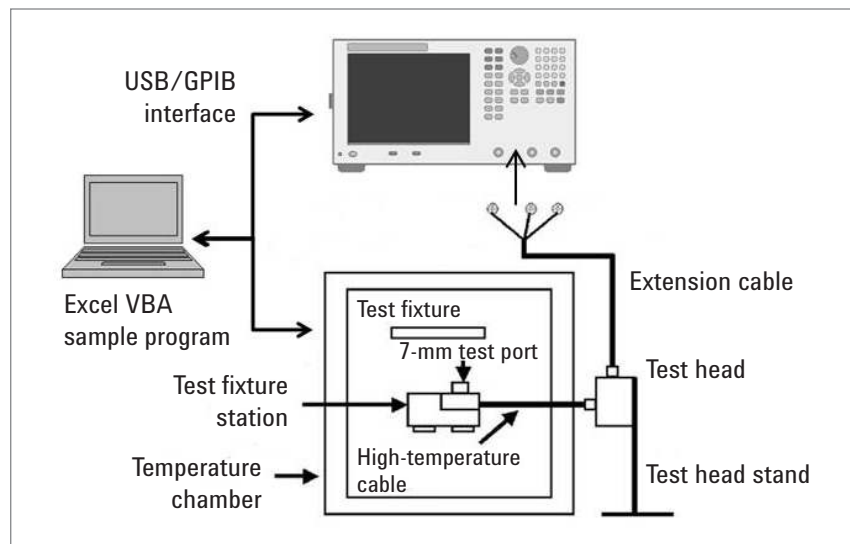 USB/GPIB
interface
Excel VBA
sample program
Extension cable
Test fixture
7-mm test port
Test fixture
station
Test head
High-temperature
cable
Temperature
chamber
Test head stand